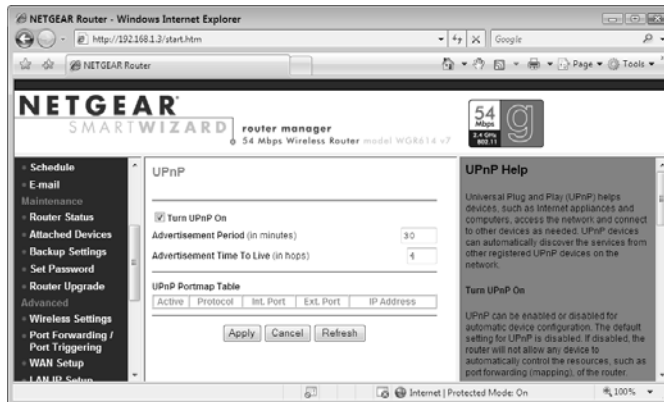 NETGEAR Router - Windows Internet Explorer
http://192.168.1.3/start.htm
Google
NETGEAR Router
Page
Tools
NETGEAR
SMARTWIZARD router manager
54 Mbps Wireless Router model WGR614 v7
54
Mbps
2.4 GHz
802.11
g
Schedule
E-mail
Maintenance
Router Status
Attached Devices
Backup Settings
Set Password
Router Upgrade
Advanced
Wireless Settings
Port Forwarding /
Port Triggering
WAN Setup
LAN IP Setup
UPnP
Turn UPnP On
Advertisement Period (in minutes) 30
Advertisement Time To Live (in hops) 4
UPnP Portmap Table
Active Protocol Int. Port Ext. Port IP Address
Apply Cancel Refresh
UPnP Help
Universal Plug and Play (UPnP) helps
devices, such as Internet appliances and
computers, access the network and connect
to other devices as needed. UPnP devices
can automatically discover the services from
other registered UPnP devices on the
network.
Turn UPnP On
UPnP can be enabled or disabled for
automatic device configuration. The default
setting for UPnP is disabled. If disabled, the
router will not allow any device to
automatically control the resources, such as
port forwarding (mapping), of the router.
Internet | Protected Mode: On
100%